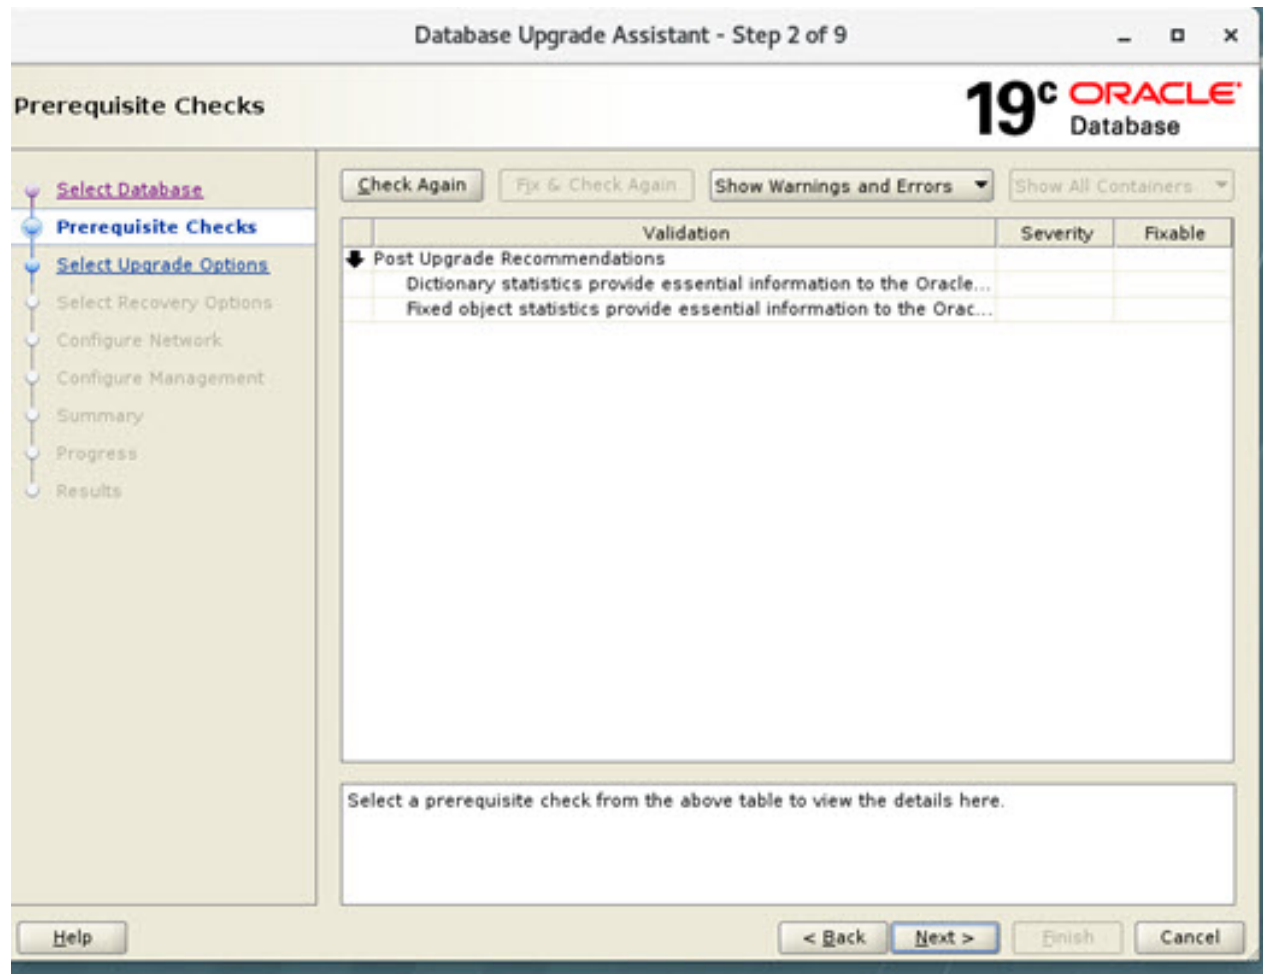 Database Upgrade Assistant - Step 2 of 9
Prerequisite Checks
19c ORACLE
Database
Select Database
Prerequisite Checks
Select Upgrade Options
Select Recovery Options
Configure Network
Configure Management
Summary
Progress
Results
Check Again
Fix & Check Again
Show Warnings and Errors
Show All Containers
Validation Severity Fixable
Post Upgrade Recommendations
Dictionary statistics provide essential information to the Oracle...
Fixed object statistics provide essential information to the Orac...
Select a prerequisite check from the above table to view the details here.
Help
< Back
Next >
Finish
Cancel